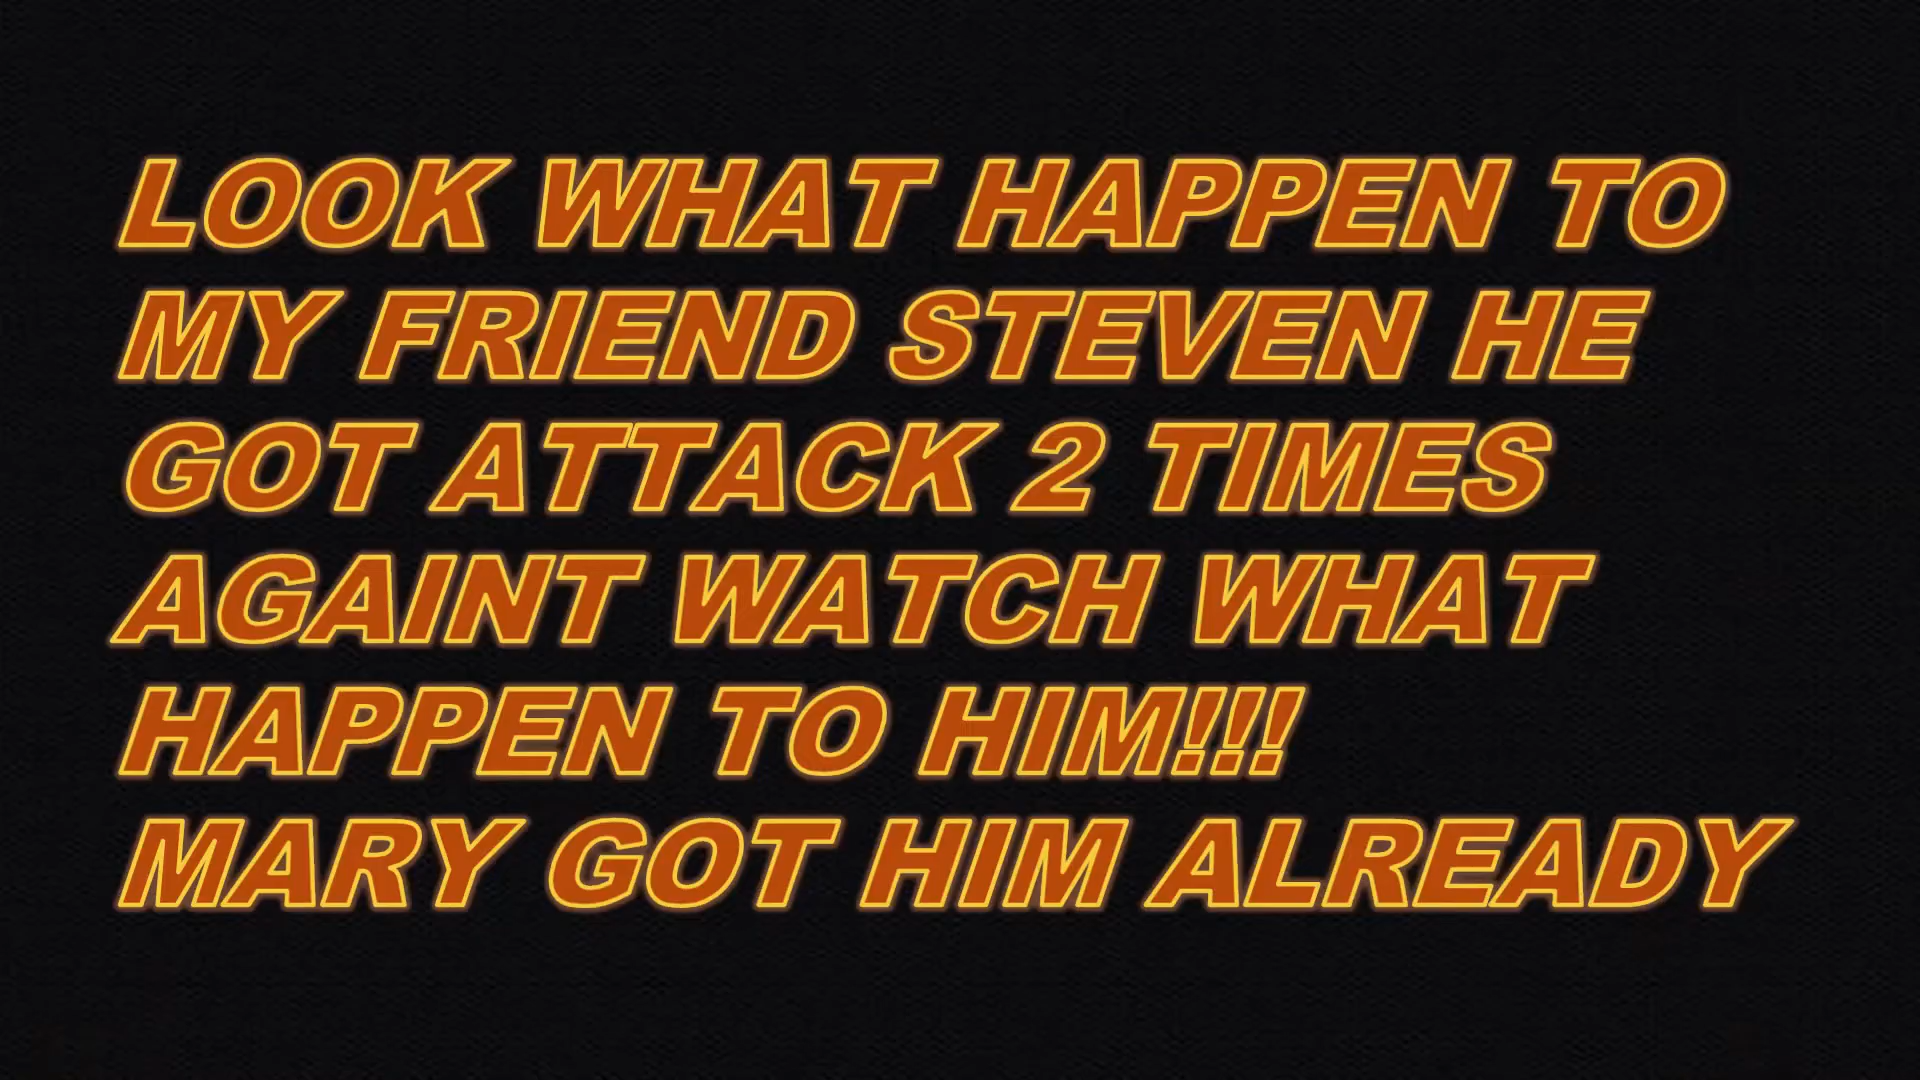 LOOK WHAT HAPPEN TO
MY FRIEND STEVEN HE
GOT ATTACK 2 TIMES
AGAINT WATCH WHAT
HAPPEN TO HIM!!!
MARY GOT HIM ALREADY